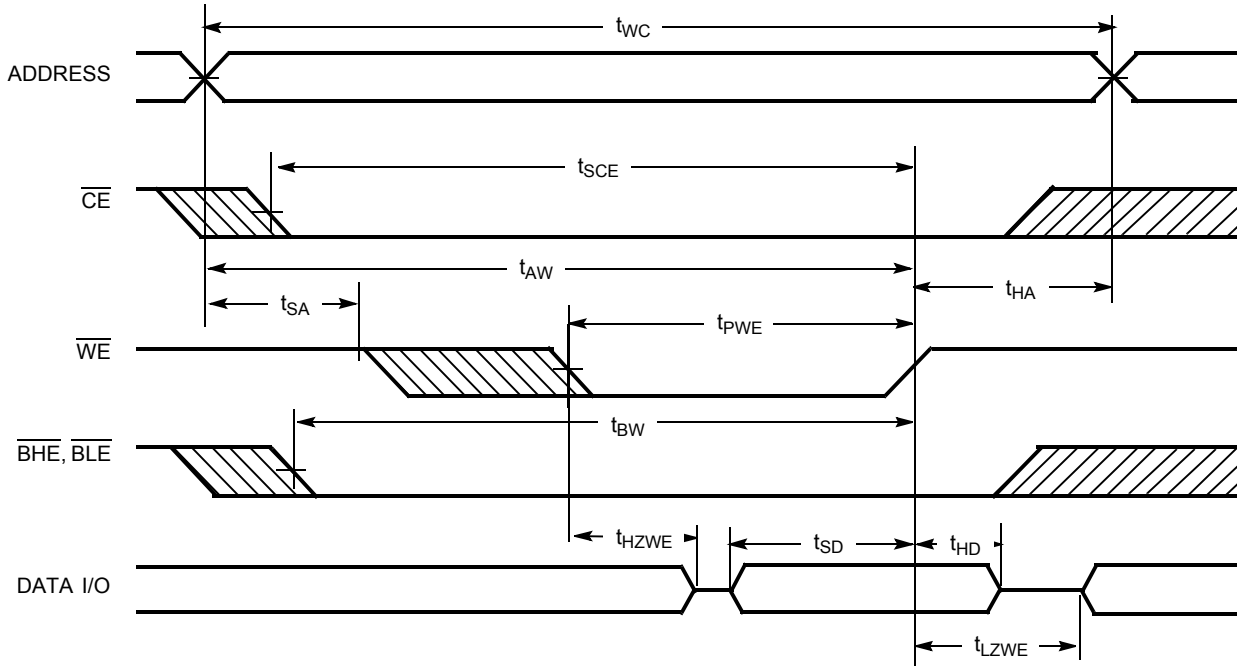 tWC
ADDRESS
tSCE
CE
tAW
tSA
tHA
tPWE
WE
tBW
BHE, BLE
tHZWE
tSD
tHD
DATA I/O
tLZWE